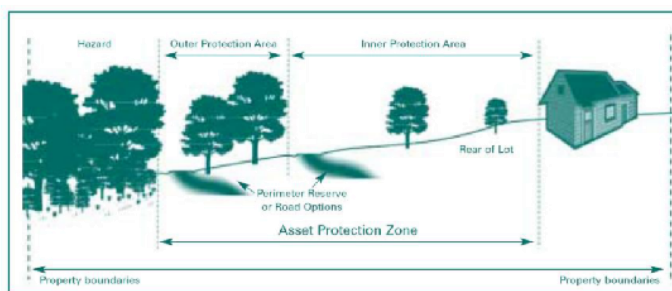 Hazard
Outer Protection Area
Inner Protection Area
Rear of Lot
Perimeter Reserve
or Road Options
Asset Protection Zone
Property boundaries
Property boundaries